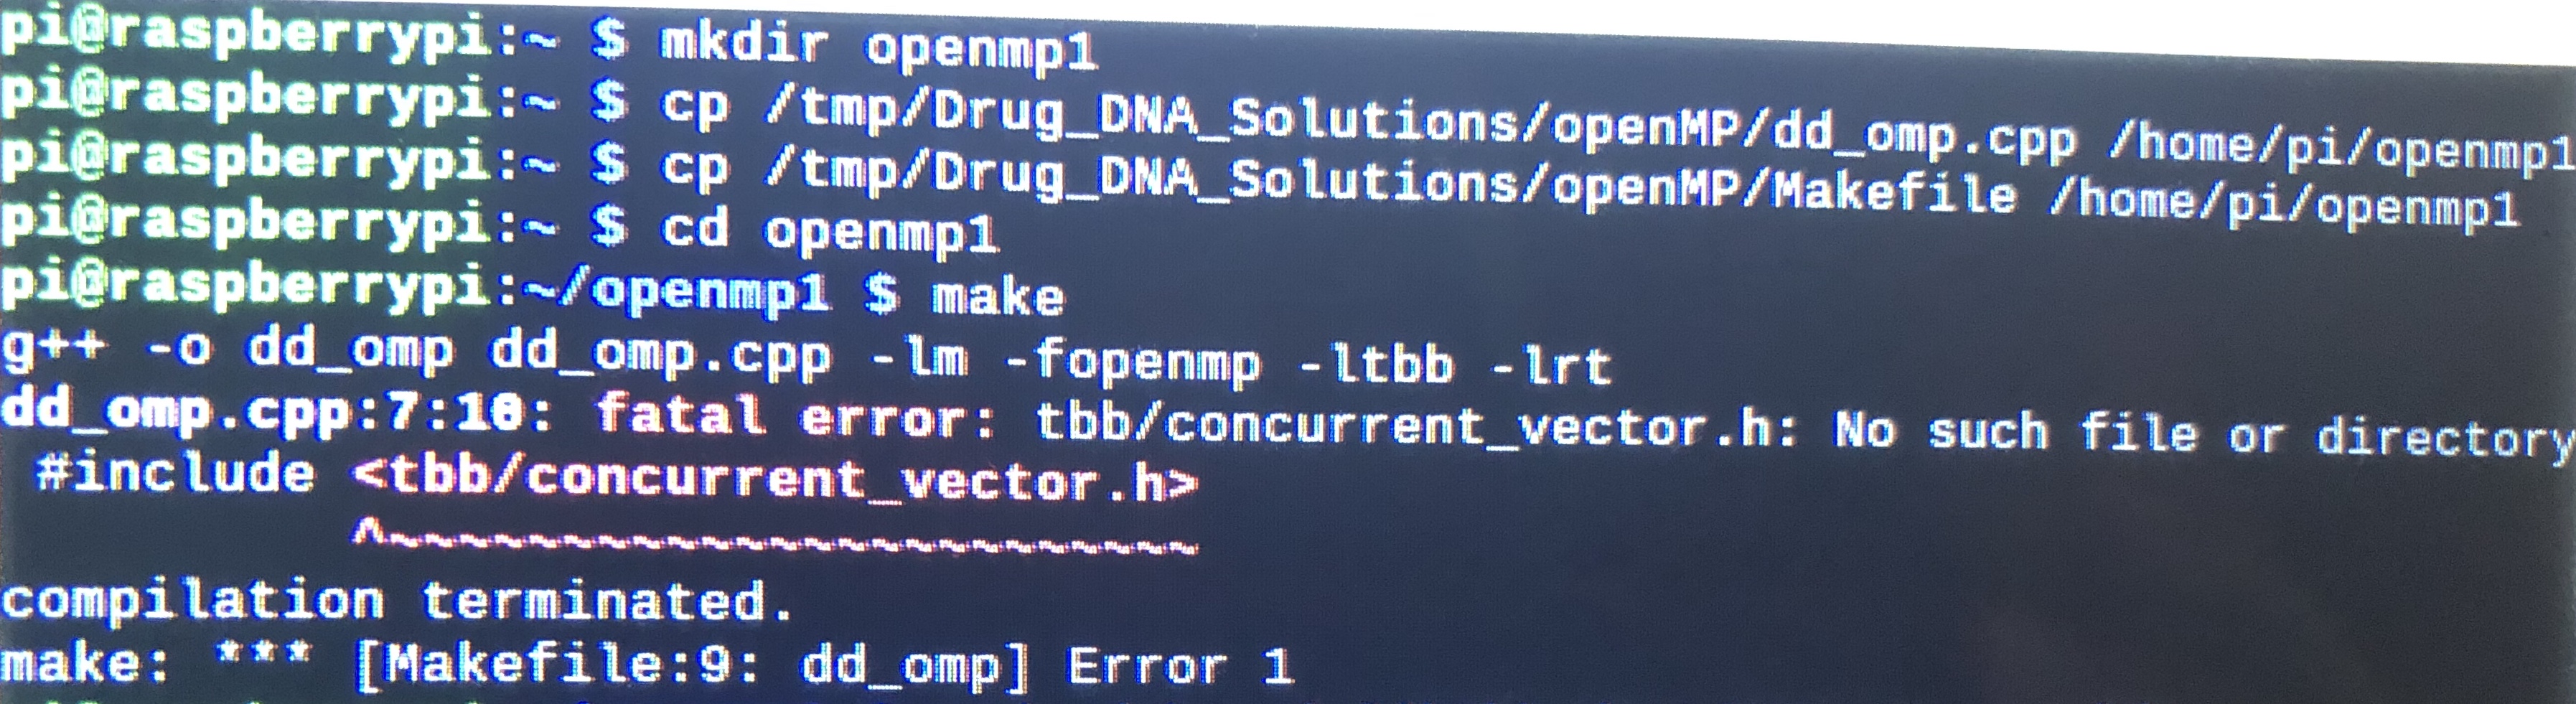 pi@raspberrypi:~ $ mkdir openmp1
pi@raspberrypi:~ $ cp /tmp/Drug_DNA_Solutions/openMP/dd_omp.cpp /home/pi/openmp1
pi@raspberrypi:~ $ cp /tmp/Drug_DNA_Solutions/openMP/Makefile /home/pi/openmp1
pi@raspberrypi:~ $ cd openmp1
pi@raspberrypi:~/openmp1 $ make
g++ -o dd_omp dd_omp.cpp -lm -fopenmp -ltbb -lrt
dd_omp.cpp:7:10: fatal error: tbb/concurrent_vector.h: No such file or directory
 #include <tbb/concurrent_vector.h>
          ^~~~~~~~~~~~~~~~~~~~~~~~~
compilation terminated.
make: *** [Makefile:9: dd_omp] Error 1